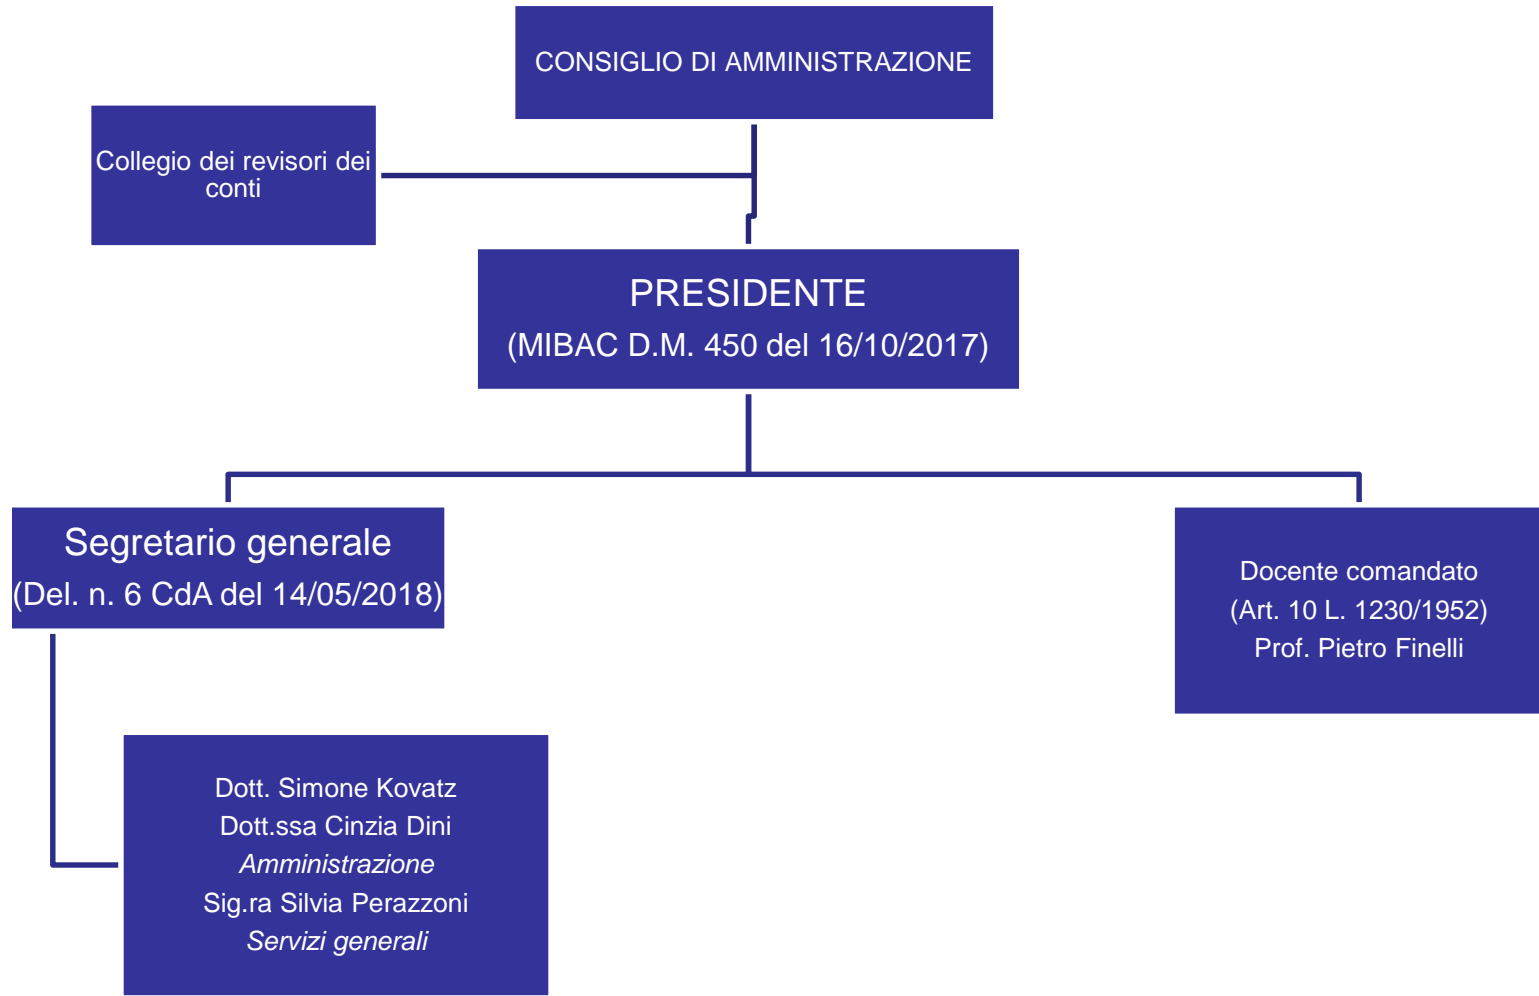 CONSIGLIO DI AMMINISTRAZIONE
Collegio dei revisori dei
conti
PRESIDENTE
(MIBAC D.M. 450 del 16/10/2017)
Segretario generale
(Del. n. 6 CdA del 14/05/2018)
Docente comandato
(Art. 10 L. 1230/1952)
Prof. Pietro Finelli
Dott. Simone Kovatz
Dott.ssa Cinzia Dini
Amministrazione
Sig.ra Silvia Perazzoni
Servizi generali